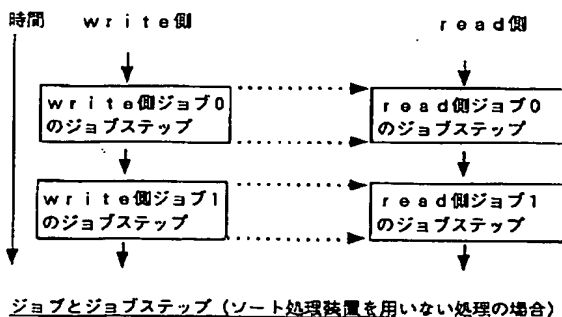 時間 ｗｒｉｔｅ側 ｒｅａｄ側
ｗｒｉｔｅ側ジョブ０
のジョブステップ
ｒｅａｄ側ジョブ０
のジョブステップ
ｗｒｉｔｅ側ジョブ１
のジョブステップ
ｒｅａｄ側ジョブ１
のジョブステップ
ジョブとジョブステップ（ソート処理装置を用いない処理の場合）